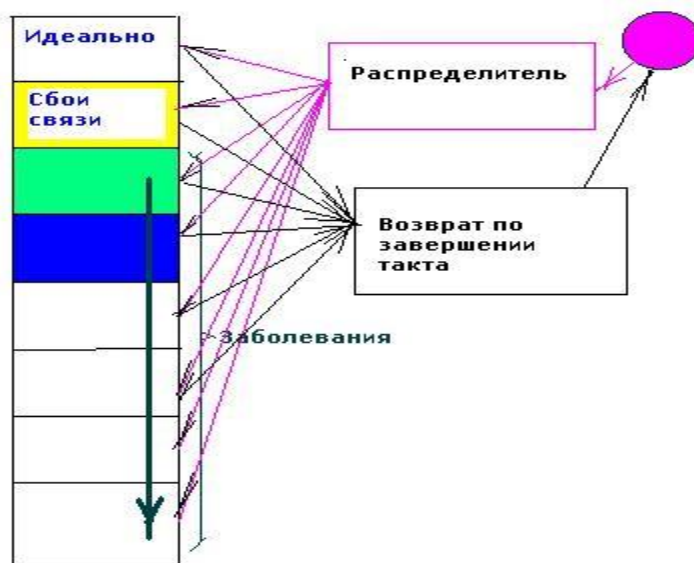 Идеально
Сбои
связи
Распределитель
Возврат по
завершении
такта
Заболевания